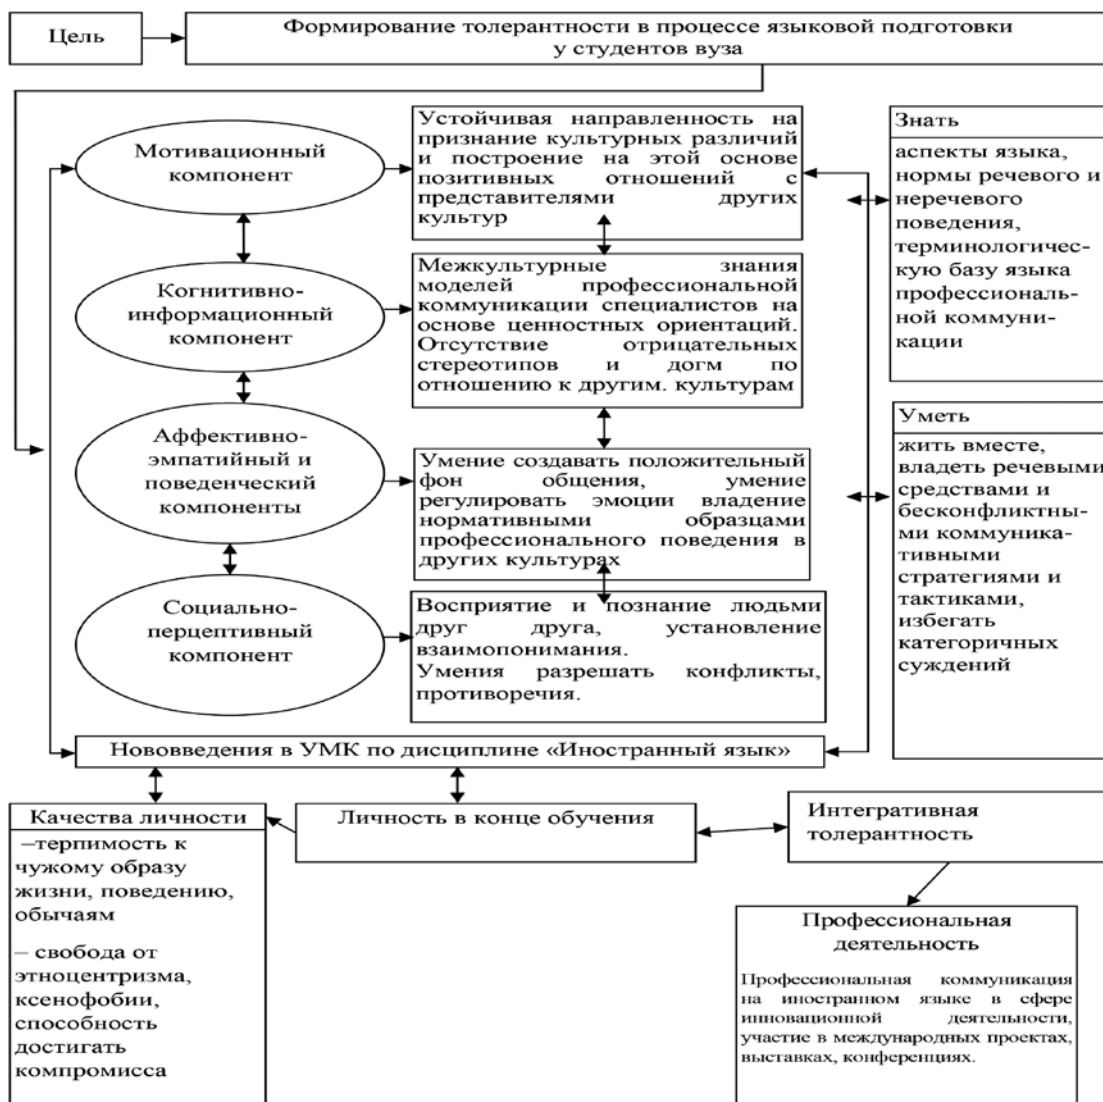 Цель
Формирование толерантности в процессе языковой подготовки
у студентов вуза
Мотивационный
компонент
Устойчивая направленность на
признание культурных различий
и построение на этой основе
позитивных отношений с
представителями других
культур
Знать
аспекты языка,
нормы речевого и
неречевого
поведения,
терминологичес-
кую базу языка
профессиональ-
ной коммуни-
кации
Когнитивно-
информационный
компонент
Межкультурные знания
моделей профессиональной
коммуникации специалистов на
основе ценностных ориентаций.
Отсутствие отрицательных
стереотипов и догм по
отношению к другим. культурам
Аффективно-
эмпатийный и
поведенческий
компоненты
Умение создавать положительный
фон общения, умение
регулировать эмоции владение
нормативными образцами
профессионального поведения в
других культурах
Уметь
жить вместе,
владеть речевыми
средствами и
бесконфликтны-
ми коммуника-
тивными
стратегиями и
тактиками,
избегать
категоричных
суждений
Социально-
перцептивный
компонент
Восприятие и познание людьми
друг друга, установление
взаимопонимания.
Умения разрешать конфликты,
противоречия.
Нововведения в УМК по дисциплине «Иностранный язык»
Качества личности
–терпимость к
чужому образу
жизни, поведению,
обычаям
– свобода от
этноцентризма,
ксенофобии,
способность
достигать
компромисса
Личность в конце обучения
Интегративная
толерантность
Профессиональная
деятельность
Профессиональная коммуникация
на иностранном языке в сфере
инновационной деятельности,
участие в международных проектах,
выставках, конференциях.